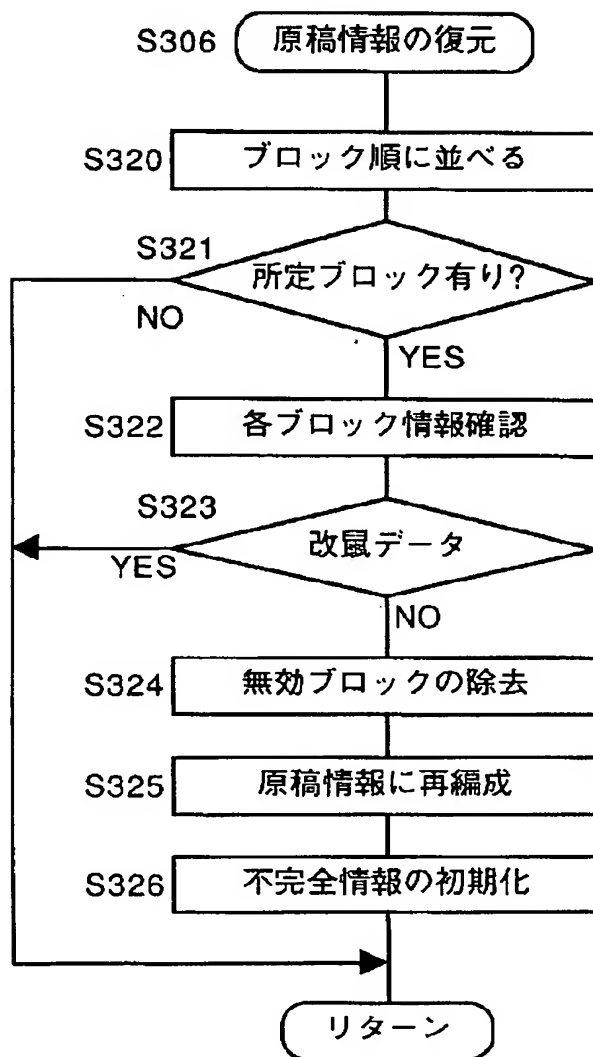 S306 原稿情報の復元
S320 ブロック順に並べる
S321
所定ブロック有り?
NO
YES
S322 各ブロック情報確認
S323
改鼠データ
YES
NO
S324 無効ブロックの除去
S325 原稿情報に再編成
S326 不完全情報の初期化
リターン